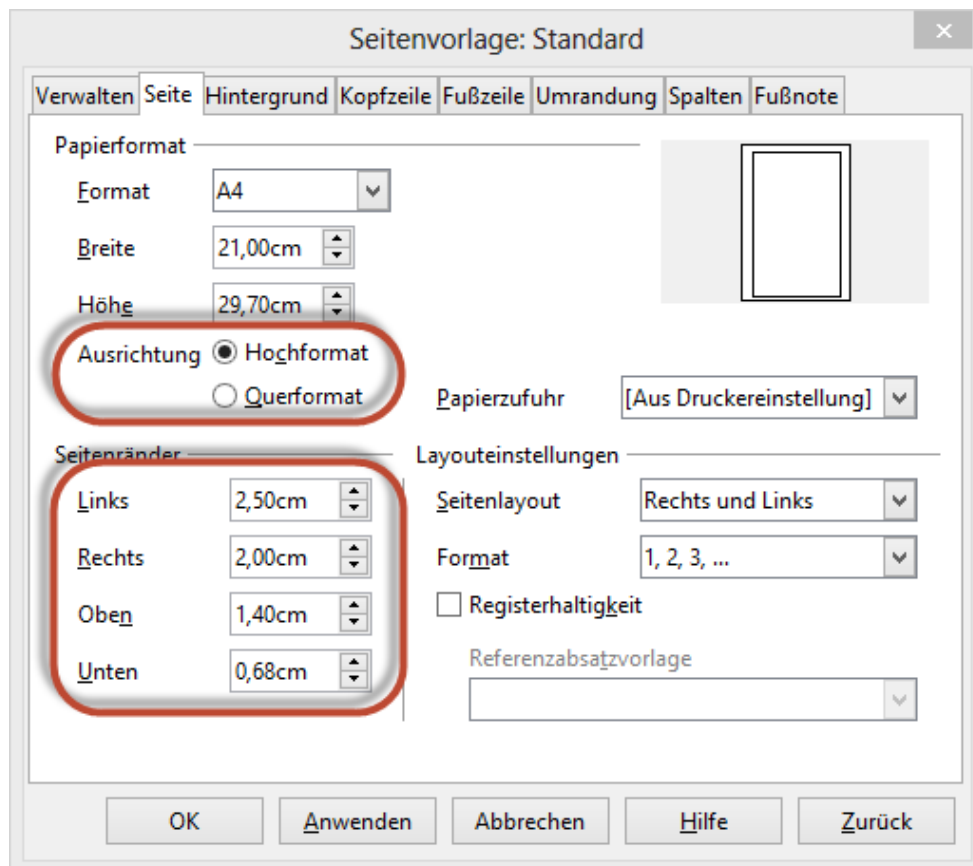 Seitenvorlage: Standard
Verwalten Seite Hintergrund Kopfzeile Fußzeile Umrandung Spalten Fußnote
Papierformat
Format A4
Breite 21,00cm
Höhe 29,70cm
Ausrichtung Hochformat
Querformat
Papierzufuhr [Aus Druckereinstellung]
Seitenränder
Links 2,50cm
Rechts 2,00cm
Oben 1,40cm
Unten 0,68cm
Layouteinstellungen
Seitenlayout Rechts und Links
Format 1, 2, 3, ...
Registerhaltigkeit
Referenzabsatzvorlage
OK Anwenden Abbrechen Hilfe Zurück